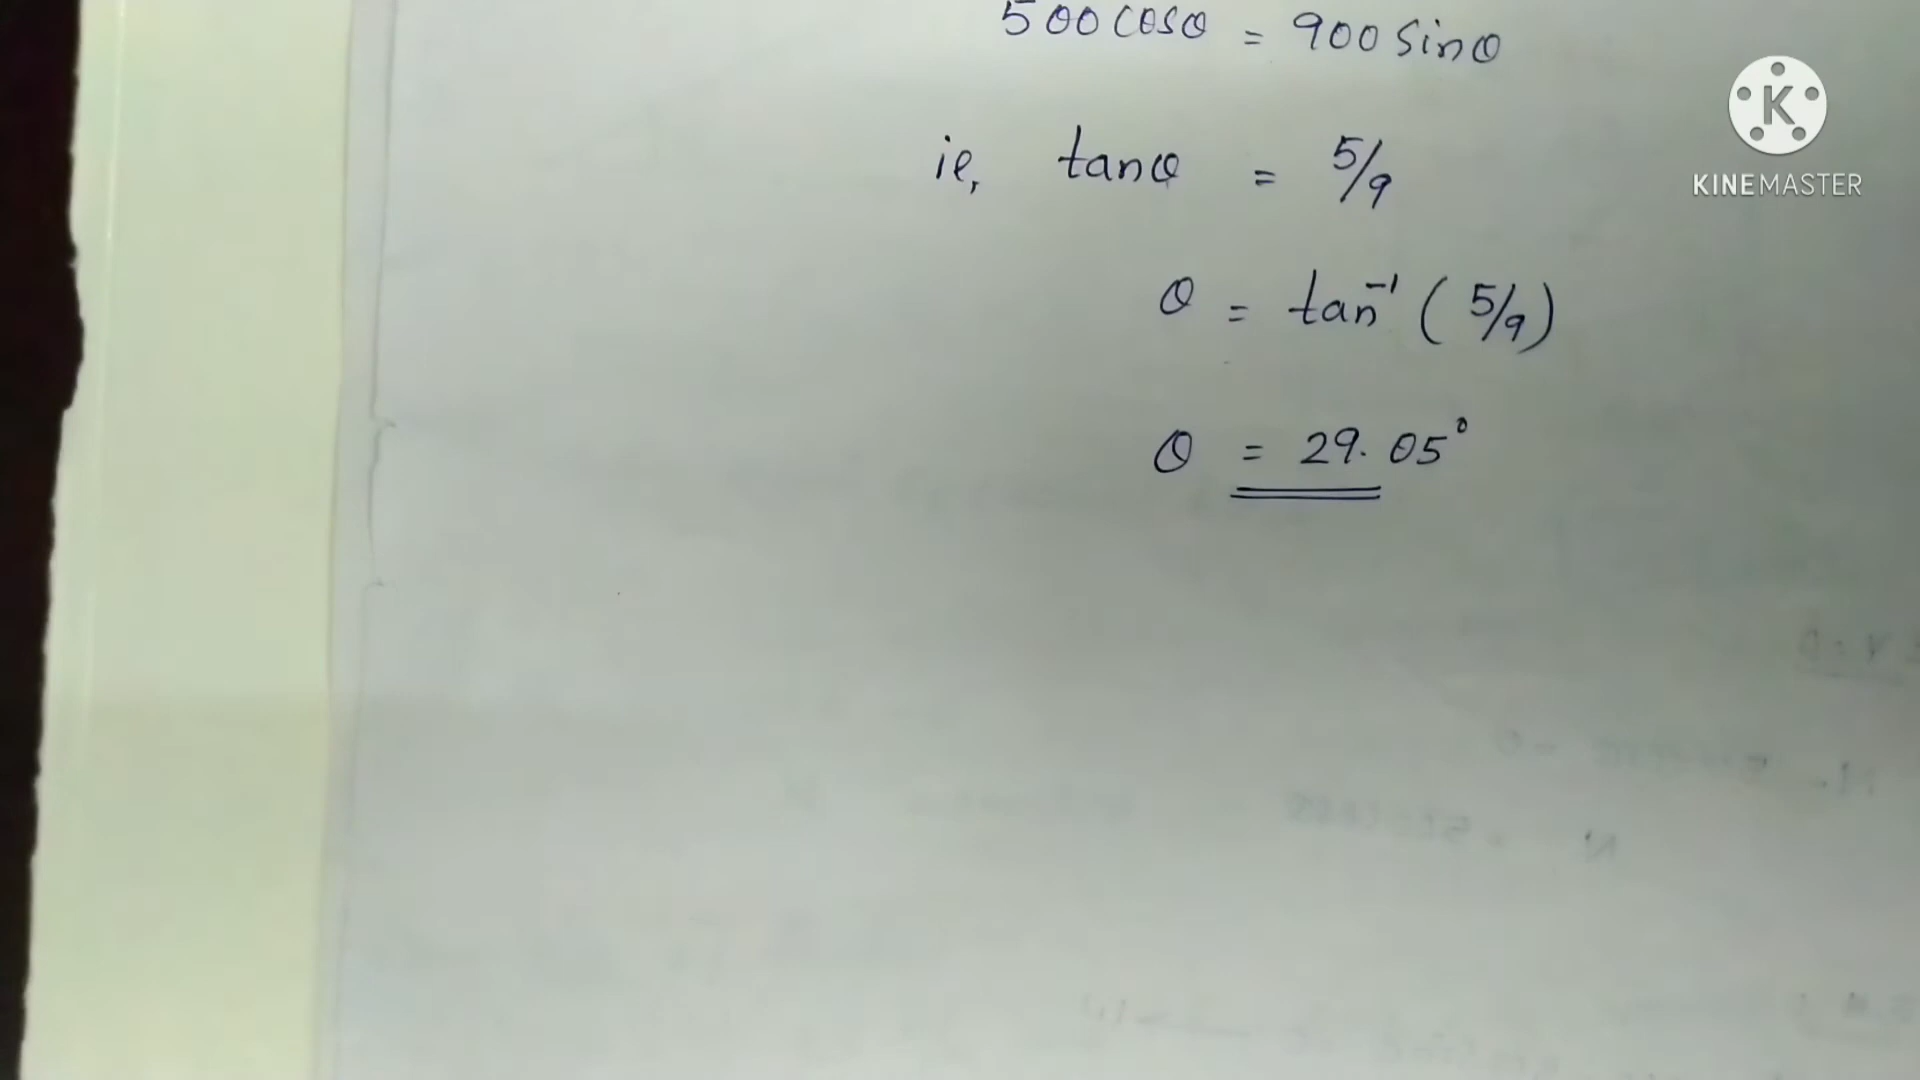 500 cosθ = 900 sinθ
ie, tanθ = 5/9
θ = tan⁻¹ (5/9)
θ = 29.05°
K
KINEMASTER